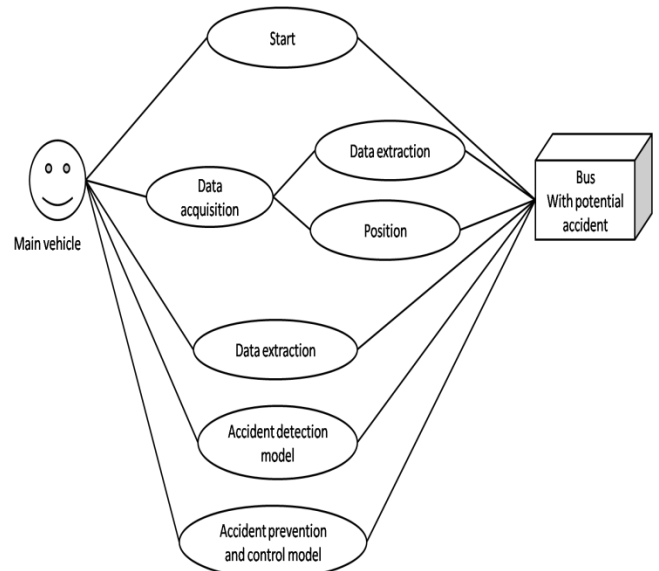 Start
Data extraction
Data
acquisition
Position
Main vehicle
Bus
With potential
accident
Data extraction
Accident detection
model
Accident prevention
and control model